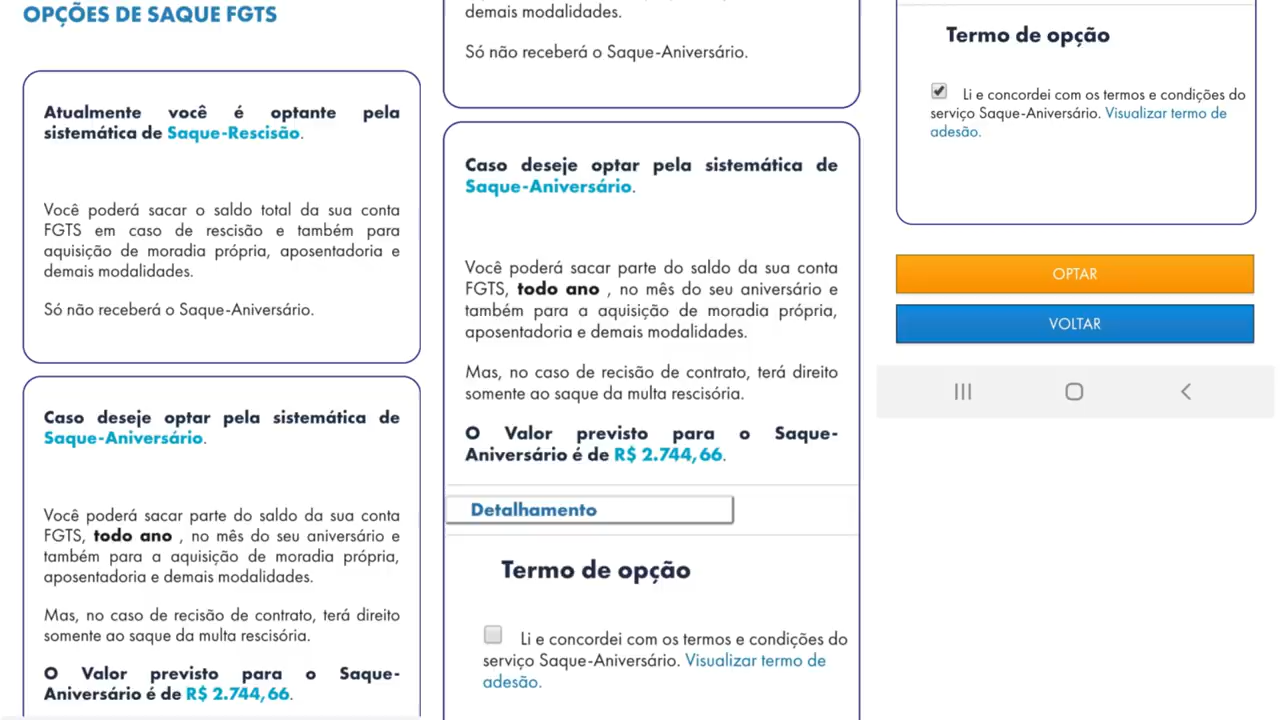 OPÇÕES DE SAQUE FGTS
Atualmente você é optante pela
sistemática de Saque-Rescisão.
Você poderá sacar o saldo total da sua conta
FGTS em caso de rescisão e também para
aquisição de moradia própria, aposentadoria e
demais modalidades.
Só não receberá o Saque-Aniversário.
Caso deseje optar pela sistemática de
Saque-Aniversário.
Você poderá sacar parte do saldo da sua conta
FGTS, todo ano , no mês do seu aniversário e
também para a aquisição de moradia própria,
aposentadoria e demais modalidades.
Mas, no caso de recisão de contrato, terá direito
somente ao saque da multa rescisória.
O Valor previsto para o Saque-
Aniversário é de R$ 2.744,66.
demais modalidades.
Só não receberá o Saque-Aniversário.
Caso deseje optar pela sistemática de
Saque-Aniversário.
Você poderá sacar parte do saldo da sua conta
FGTS, todo ano , no mês do seu aniversário e
também para a aquisição de moradia própria,
aposentadoria e demais modalidades.
Mas, no caso de recisão de contrato, terá direito
somente ao saque da multa rescisória.
O Valor previsto para o Saque-
Aniversário é de R$ 2.744,66.
Detalhamento
Termo de opção
Li e concordei com os termos e condições do
serviço Saque-Aniversário. Visualizar termo de
adesão.
Termo de opção
Li e concordei com os termos e condições do
serviço Saque-Aniversário. Visualizar termo de
adesão.
OPTAR
VOLTAR